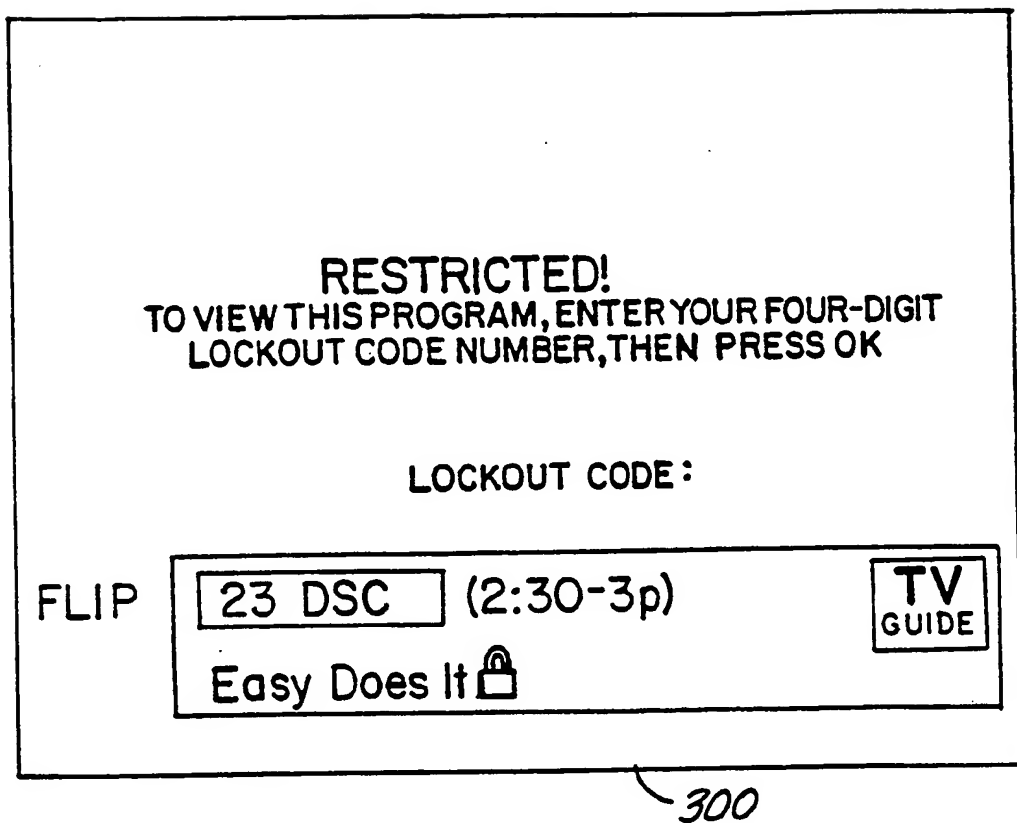 RESTRICTED!
TO VIEW THIS PROGRAM, ENTER YOUR FOUR-DIGIT
LOCKOUT CODE NUMBER, THEN PRESS OK
LOCKOUT CODE:
FLIP
23 DSC (2:30-3p)
TV
GUIDE
Easy Does It
300